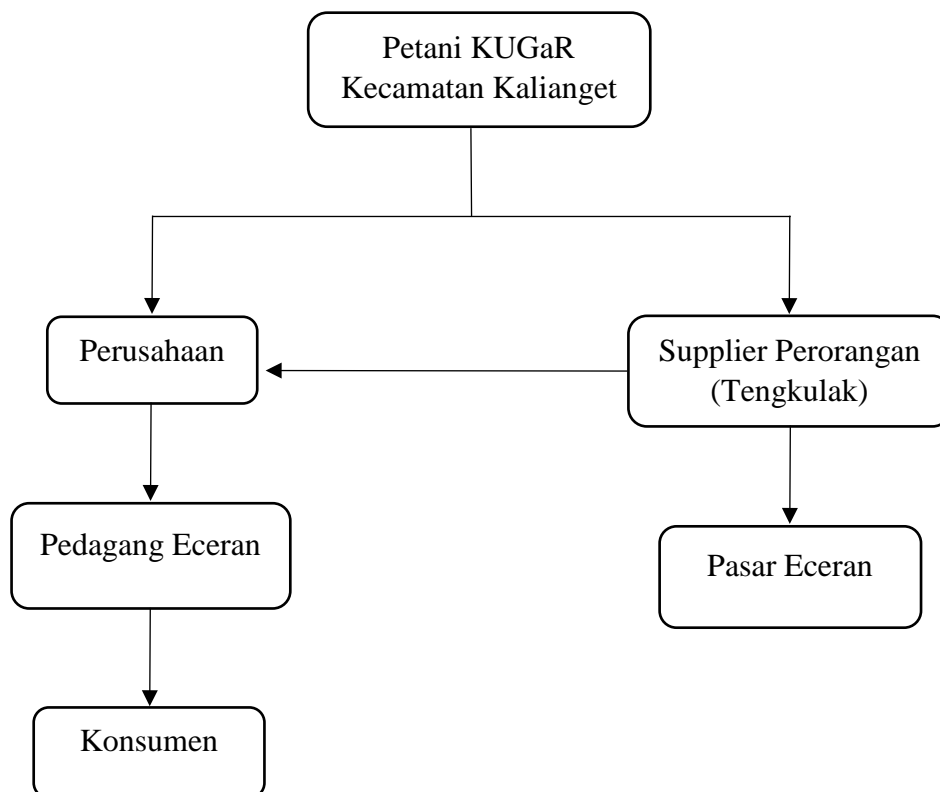 Petani KUGaR
Kecamatan Kalianget
Perusahaan
Supplier Perorangan
(Tengkulak)
Pedagang Eceran
Pasar Eceran
Konsumen